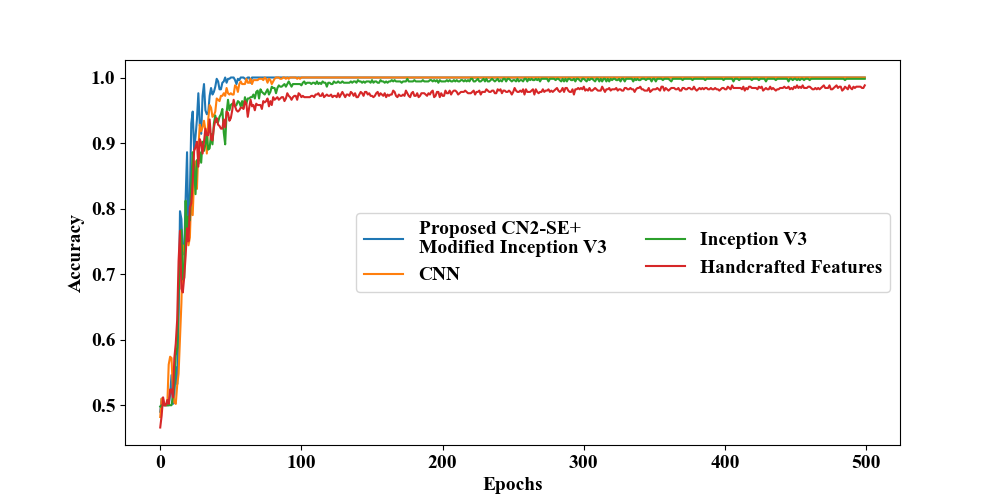 1.0
0.9
0.8
0.7
0.6
0.5
Accuracy
Proposed CN2-SE+
Modified Inception V3
CNN
Inception V3
Handcrafted Features
0 100 200 300 400 500
Epochs